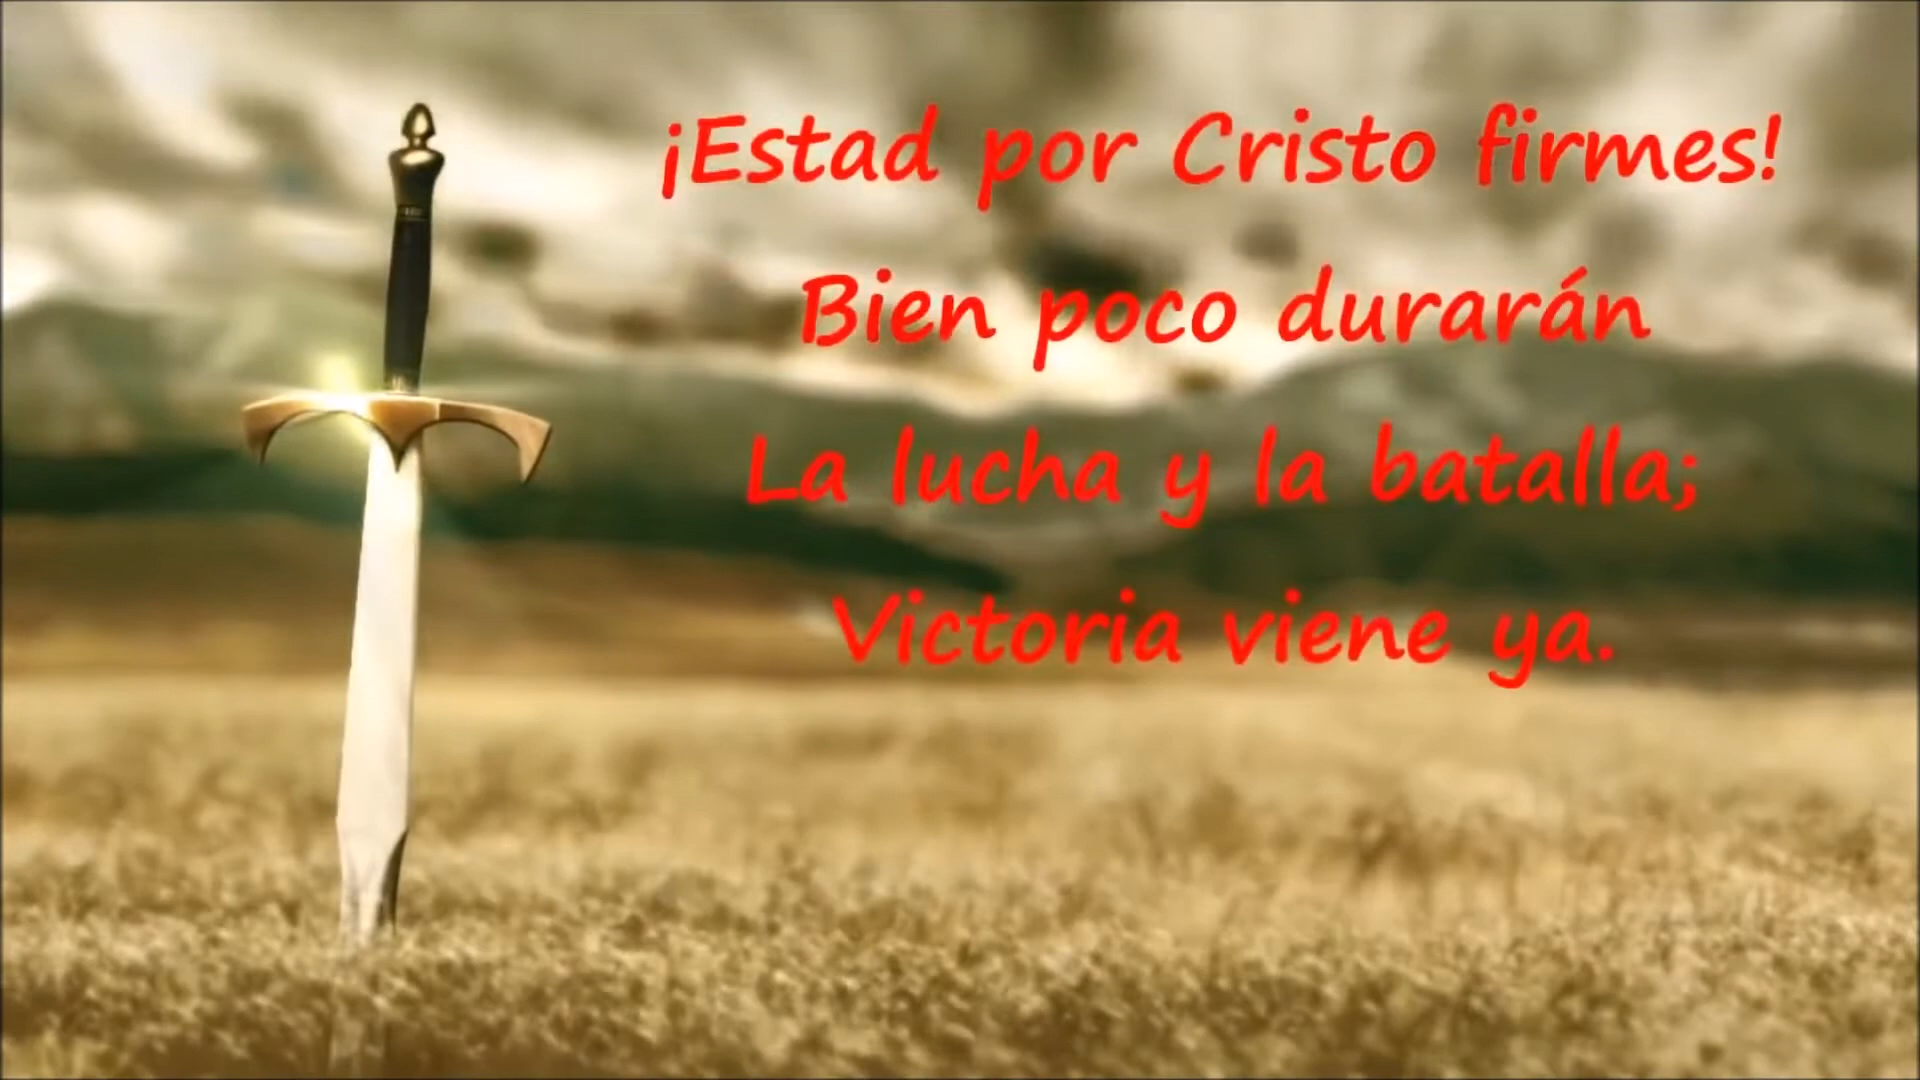 ¡Estad por Cristo firmes!
Bien poco durarán
La lucha y la batalla;
Victoria viene ya.